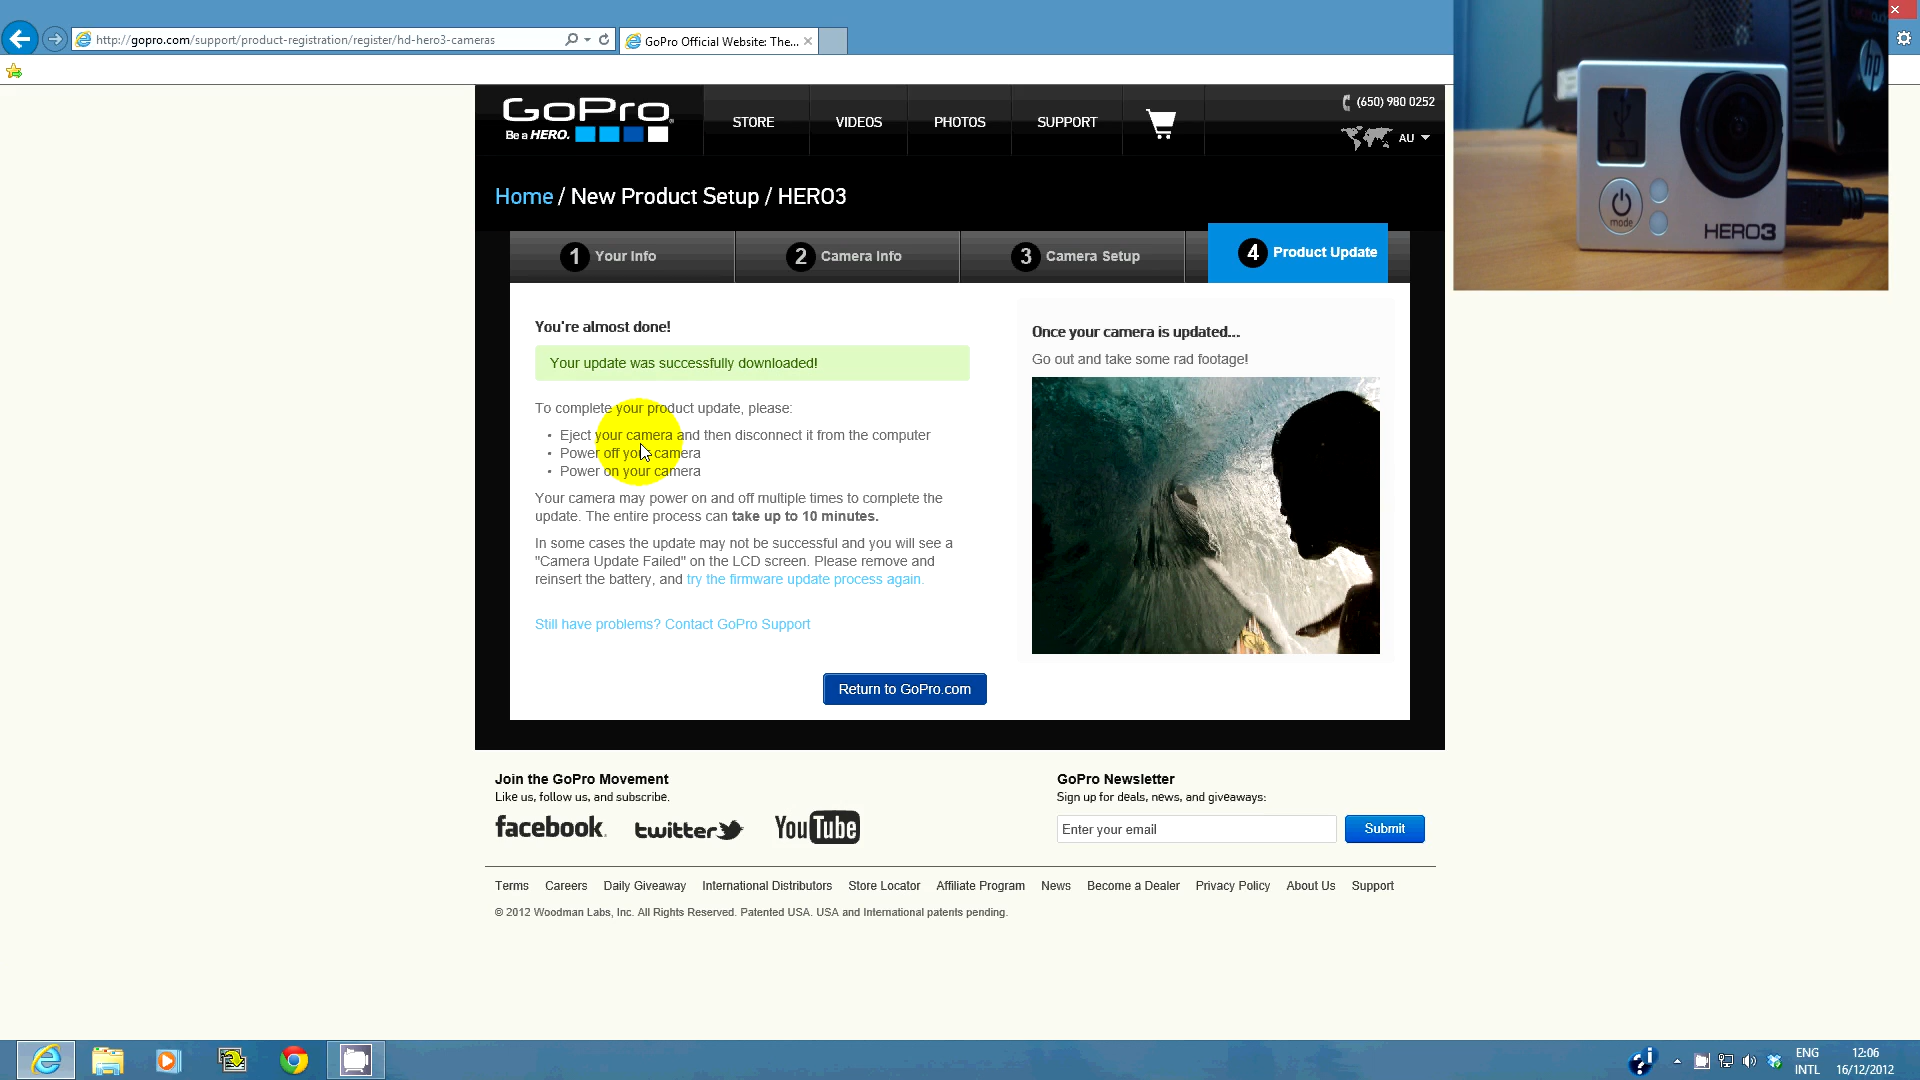 http://gopro.com/support/product-registration/register/hd-hero3-cameras
GoPro Official Website: The...
GoPro
Be a HERO.
STORE
VIDEOS
PHOTOS
SUPPORT
(650) 980 0252
AU
hp
mode
HERO3
Home / New Product Setup / HERO3
1 Your Info
2 Camera Info
3 Camera Setup
4 Product Update
You're almost done!
Your update was successfully downloaded!
To complete your product update, please:
• Eject your camera and then disconnect it from the computer
• Power off your camera
• Power on your camera
Your camera may power on and off multiple times to complete the
update. The entire process can take up to 10 minutes.
In some cases the update may not be successful and you will see a
"Camera Update Failed" on the LCD screen. Please remove and
reinsert the battery, and try the firmware update process again.
Still have problems? Contact GoPro Support
Return to GoPro.com
Once your camera is updated...
Go out and take some rad footage!
Join the GoPro Movement
Like us, follow us, and subscribe.
facebook.
twitter
YouTube
GoPro Newsletter
Sign up for deals, news, and giveaways:
Enter your email
Submit
Terms
Careers
Daily Giveaway
International Distributors
Store Locator
Affiliate Program
News
Become a Dealer
Privacy Policy
About Us
Support
© 2012 Woodman Labs, Inc. All Rights Reserved. Patented USA. USA and International patents pending.
ENG
INTL
12:06
16/12/2012